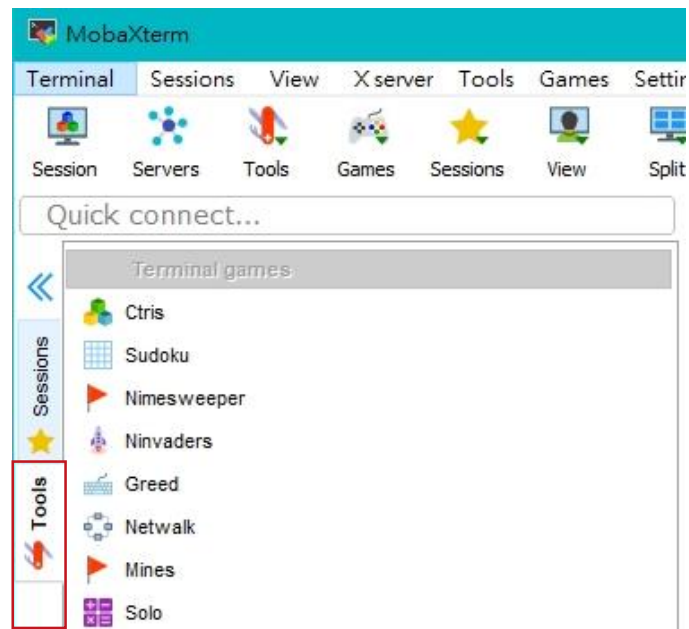 MobaXterm
Terminal Sessions View X server Tools Games Settin
Session Servers Tools Games Sessions View Split
Quick connect...
Terminal games
Ctris
Sudoku
Nimesweeper
Ninvaders
Greed
Netwalk
Mines
Solo
Sessions
Tools